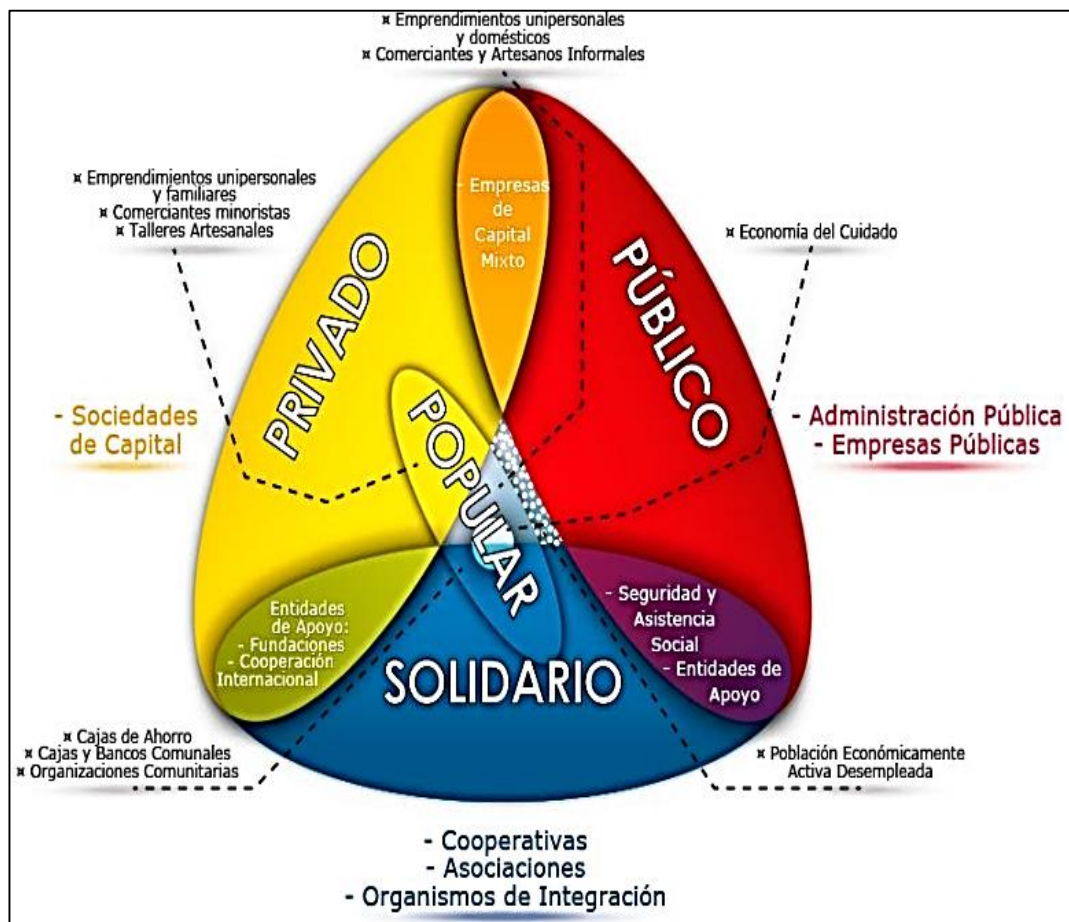 ¤ Emprendimientos unipersonales
y domésticos
¤ Comerciantes y Artesanos Informales
¤ Emprendimientos unipersonales
y familiares
¤ Comerciantes minoristas
¤ Talleres Artesanales
- Empresas
de
Capital
Mixto
¤ Economía del Cuidado
PRIVADO
PÚBLICO
- Sociedades
de Capital
POPULAR
- Administración Pública
- Empresas Públicas
Entidades
de Apoyo:
- Fundaciones
- Cooperación
Internacional
SOLIDARIO
- Seguridad y
Asistencia
Social
- Entidades de
Apoyo
¤ Cajas de Ahorro
¤ Cajas y Bancos Comunales
¤ Organizaciones Comunitarias
¤ Población Económicamente
Activa Desempleada
- Cooperativas
- Asociaciones
- Organismos de Integración